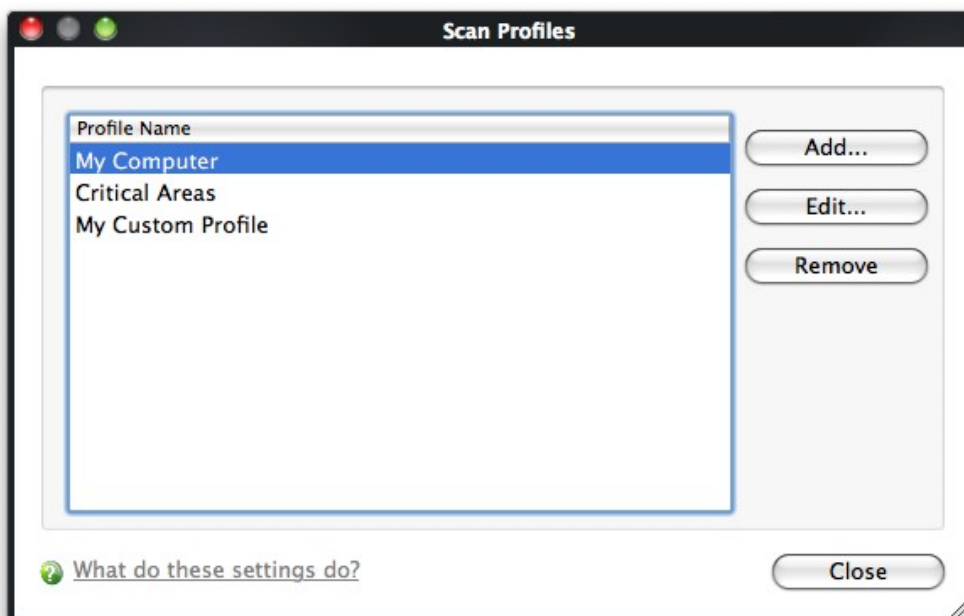 Scan Profiles
Profile Name
My Computer
Critical Areas
My Custom Profile
Add...
Edit...
Remove
What do these settings do?
Close